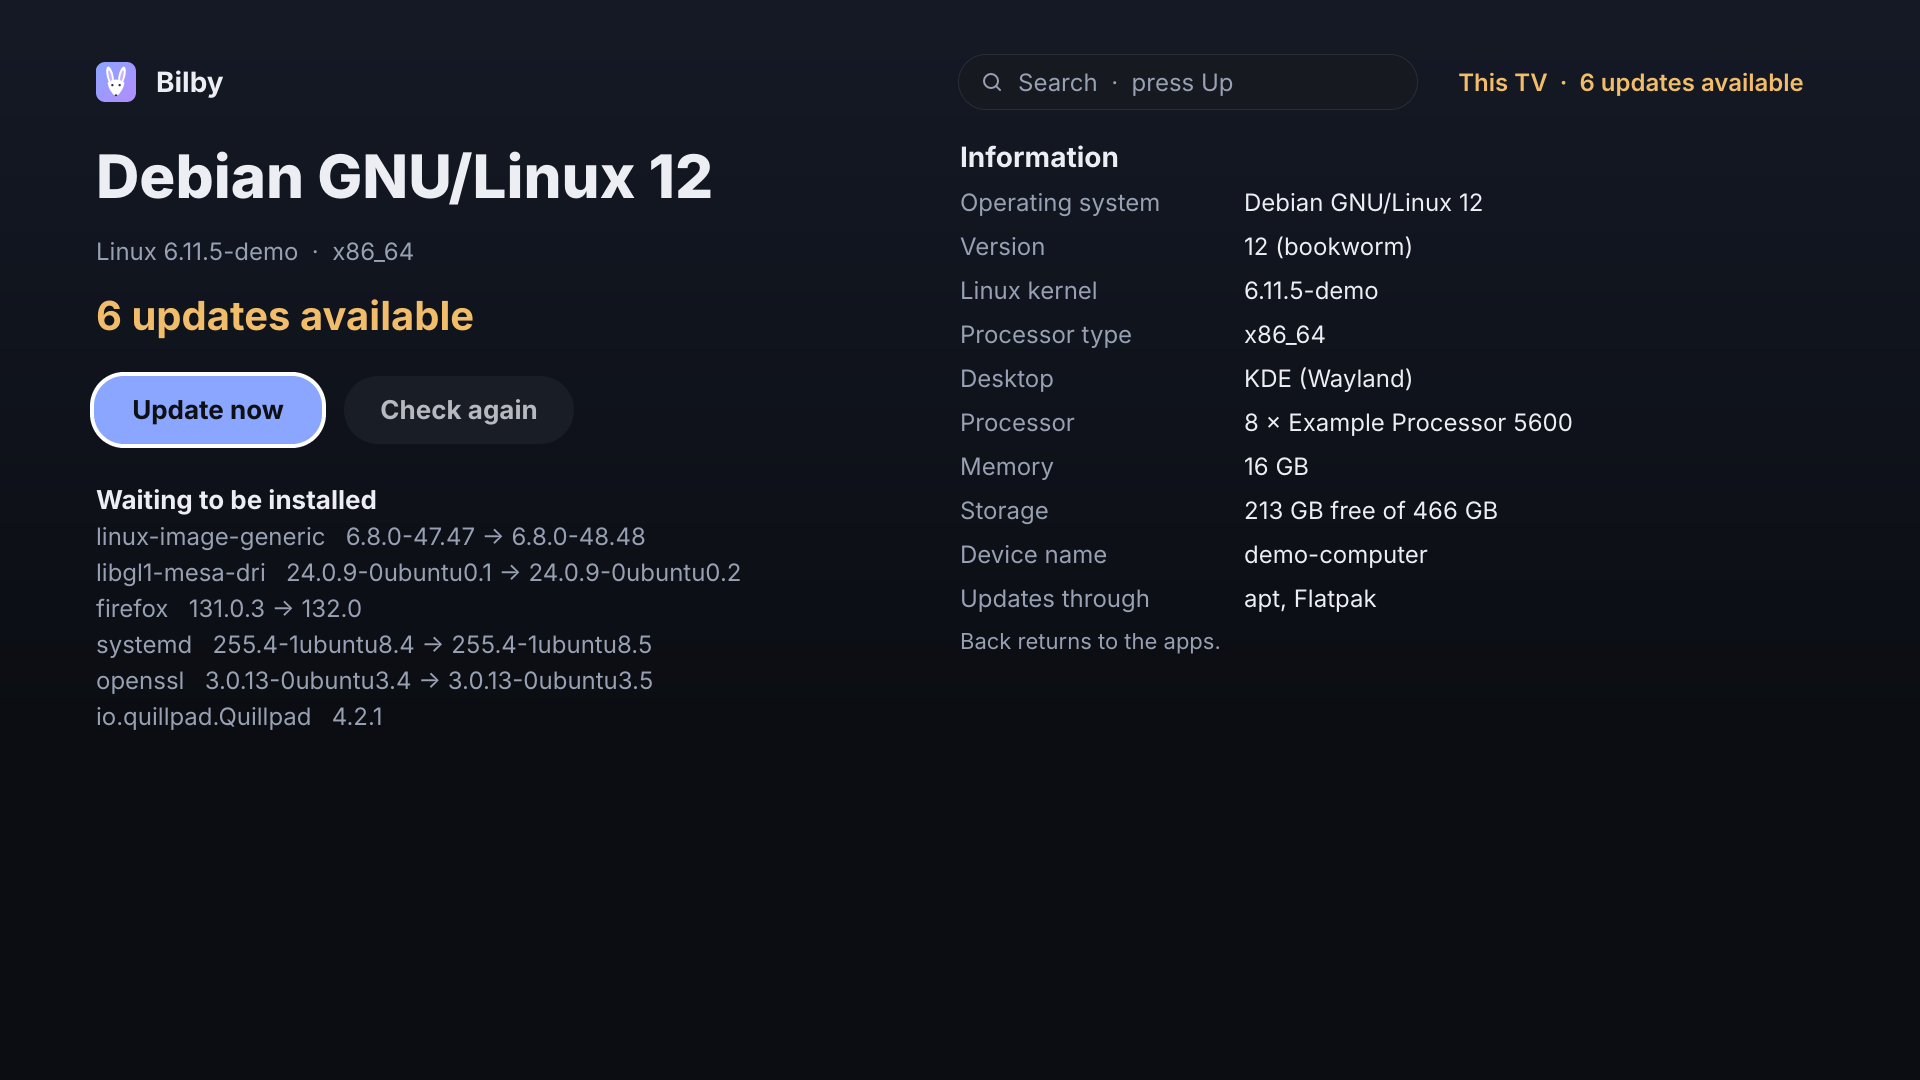 Bilby
Search · press Up
This TV · 6 updates available
Debian GNU/Linux 12
Linux 6.11.5-demo · x86_64
6 updates available
Update now
Check again
Waiting to be installed
linux-image-generic 6.8.0-47.47 → 6.8.0-48.48
libgl1-mesa-dri 24.0.9-0ubuntu0.1 → 24.0.9-0ubuntu0.2
firefox 131.0.3 → 132.0
systemd 255.4-1ubuntu8.4 → 255.4-1ubuntu8.5
openssl 3.0.13-0ubuntu3.4 → 3.0.13-0ubuntu3.5
io.quillpad.Quillpad 4.2.1
Information
Operating system Debian GNU/Linux 12
Version 12 (bookworm)
Linux kernel 6.11.5-demo
Processor type x86_64
Desktop KDE (Wayland)
Processor 8 × Example Processor 5600
Memory 16 GB
Storage 213 GB free of 466 GB
Device name demo-computer
Updates through apt, Flatpak
Back returns to the apps.